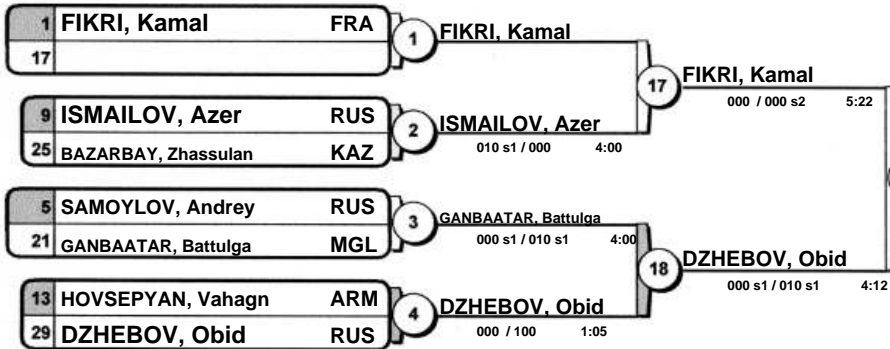 1 FIKRI, Kamal FRA
17
1
FIKRI, Kamal
9 ISMAILOV, Azer RUS
25 BAZARBAY, Zhassulan KAZ
2
ISMAILOV, Azer
010 s1 / 000 4:00
17
FIKRI, Kamal
000 / 000 s2 5:22
5 SAMOYLOV, Andrey RUS
21 GANBAATAR, Battulga MGL
3
GANBAATAR, Battulga
000 s1 / 010 s1 4:00
13 HOVSEPYAN, Vahagn ARM
29 DZHEBOV, Obid RUS
4
DZHEBOV, Obid
000 / 100 1:05
18
DZHEBOV, Obid
000 s1 / 010 s1 4:12